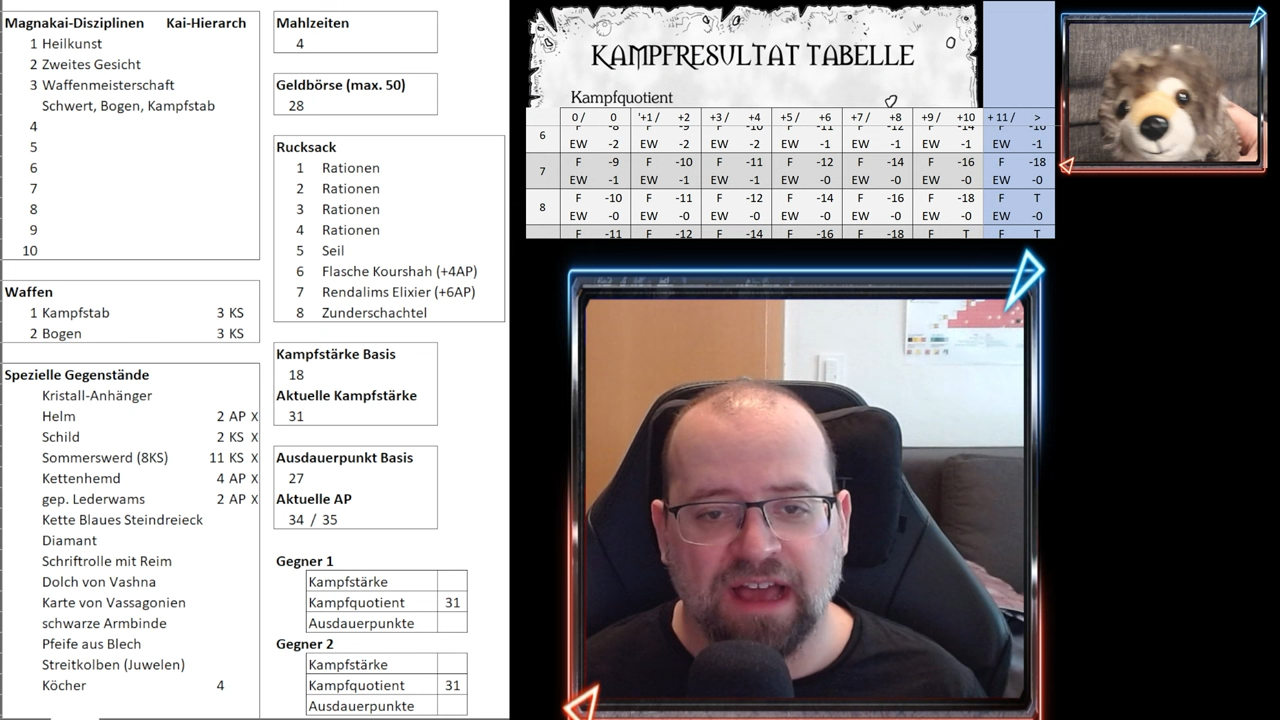 Magnakai-Disziplinen Kai-Hierarch
1 Heilkunst
2 Zweites Gesicht
3 Waffenmeisterschaft
Schwert, Bogen, Kampfstab
4
5
6
7
8
9
10
Waffen
1 Kampfstab 3 KS
2 Bogen 3 KS
Spezielle Gegenstände
Kristall-Anhänger
Helm 2 AP X
Schild 2 KS X
Sommerswerd (8KS) 11 KS X
Kettenhemd 4 AP X
gep. Lederwams 2 AP X
Kette Blaues Steindreieck
Diamant
Schriftrolle mit Reim
Dolch von Vashna
Karte von Vassagonien
schwarze Armbinde
Pfeife aus Blech
Streitkolben (Juwelen)
Köcher 4
Mahlzeiten
4
Geldbörse (max. 50)
28
Rucksack
1 Rationen
2 Rationen
3 Rationen
4 Rationen
5 Seil
6 Flasche Kourshah (+4AP)
7 Rendalims Elixier (+6AP)
8 Zunderschachtel
Kampfstärke Basis
18
Aktuelle Kampfstärke
31
Ausdauerpunkt Basis
27
Aktuelle AP
34 / 35
Gegner 1
Kampfstärke
Kampfquotient 31
Ausdauerpunkte
Gegner 2
Kampfstärke
Kampfquotient 31
Ausdauerpunkte
KAMPFRESULTAT TABELLE
Kampfquotient
0 / 0 '+1 / +2 +3 / +4 +5 / +6 +7 / +8 +9 / +10 +11 / >
6 F -8 F -9 F -10 F -11 F -12 F -14 F -16
EW -2 EW -2 EW -2 EW -1 EW -1 EW -1 EW -1
7 F -9 F -10 F -11 F -12 F -14 F -16 F -18
EW -1 EW -1 EW -1 EW -0 EW -0 EW -0 EW -0
8 F -10 F -11 F -12 F -14 F -16 F -18 F T
EW -0 EW -0 EW -0 EW -0 EW -0 EW -0 EW -0
F -11 F -12 F -14 F -16 F -18 F T F T